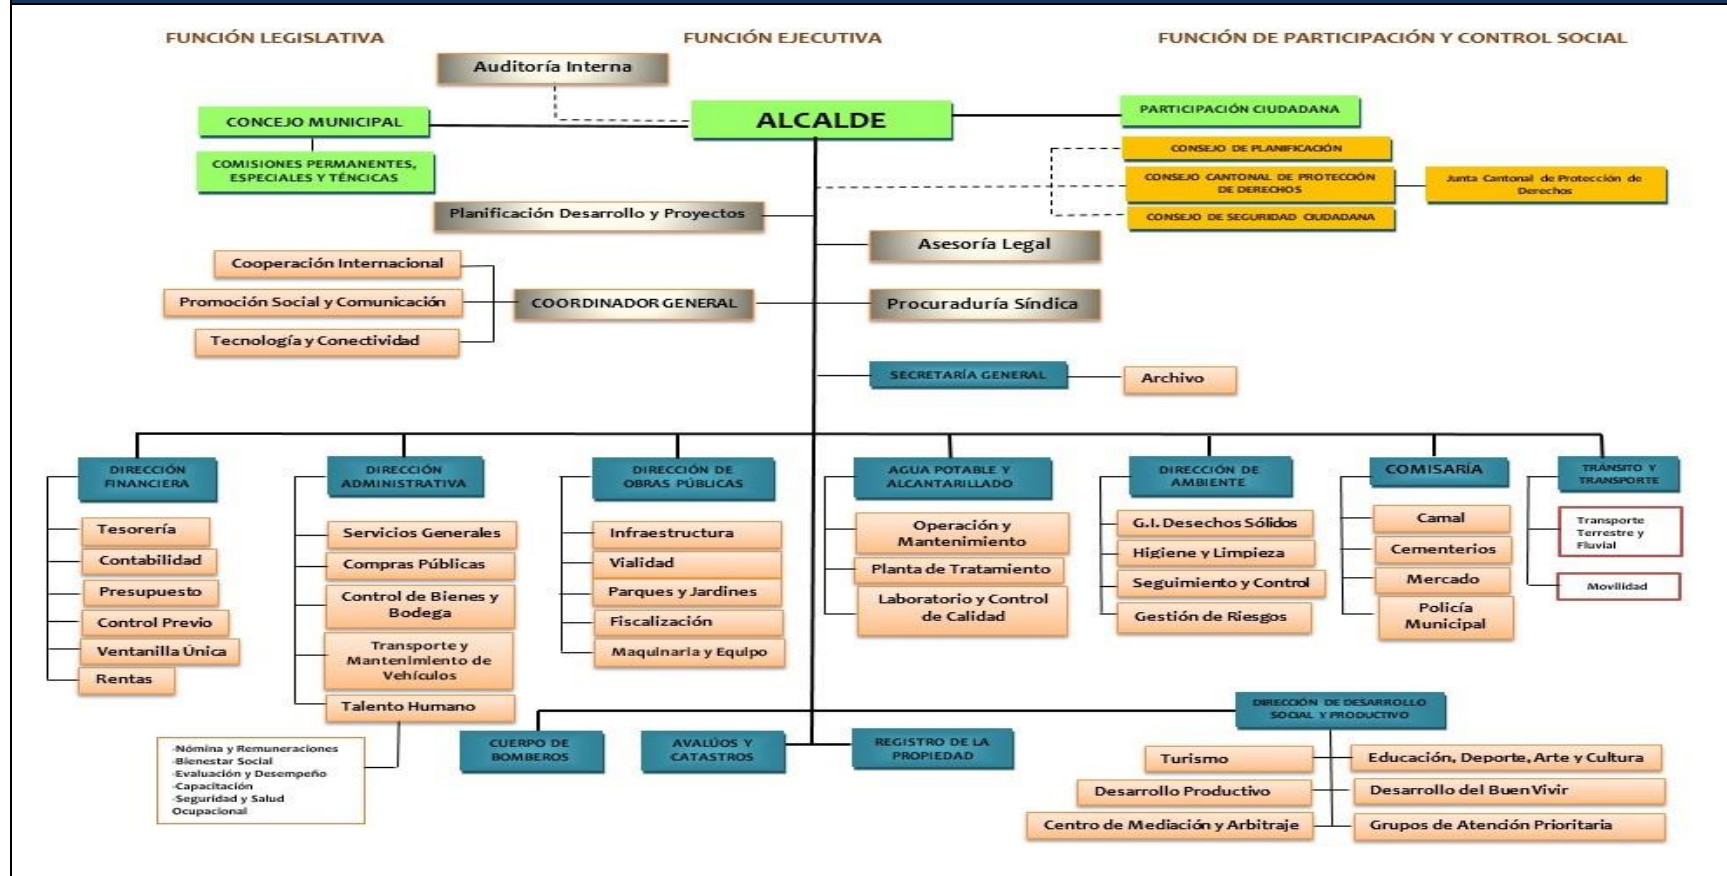 FUNCIÓN LEGISLATIVA
FUNCIÓN EJECUTIVA
FUNCIÓN DE PARTICIPACIÓN Y CONTROL SOCIAL
Auditoría Interna
ALCALDE
CONCEJO MUNICIPAL
COMISIONES PERMANENTES,
ESPECIALES Y TÉNCICAS
PARTICIPACIÓN CIUDADANA
CONSEJO DE PLANIFICACIÓN
CONSEJO CANTONAL DE PROTECCIÓN
DE DERECHOS
Junta Cantonal de Protección de
Derechos
CONSEJO DE SEGURIDAD CIUDADANA
Planificación Desarrollo y Proyectos
Asesoría Legal
Cooperación Internacional
Promoción Social y Comunicación
Tecnología y Conectividad
COORDINADOR GENERAL
Procuraduría Síndica
SECRETARÍA GENERAL
Archivo
DIRECCIÓN
FINANCIERA
Tesorería
Contabilidad
Presupuesto
Control Previo
Ventanilla Única
Rentas
DIRECCIÓN
ADMINISTRATIVA
Servicios Generales
Compras Públicas
Control de Bienes y
Bodega
Transporte y
Mantenimiento de
Vehículos
Talento Humano
-Nómina y Remuneraciones
-Bienestar Social
-Evaluación y Desempeño
-Capacitación
-Seguridad y Salud
Ocupacional
DIRECCIÓN DE
OBRAS PÚBLICAS
Infraestructura
Vialidad
Parques y Jardines
Fiscalización
Maquinaria y Equipo
AGUA POTABLE Y
ALCANTARILLADO
Operación y
Mantenimiento
Planta de Tratamiento
Laboratorio y Control
de Calidad
DIRECCIÓN DE
AMBIENTE
G.I. Desechos Sólidos
Higiene y Limpieza
Seguimiento y Control
Gestión de Riesgos
COMISARÍA
Camal
Cementerios
Mercado
Policía
Municipal
TRÁNSITO Y
TRANSPORTE
Transporte
Terrestre y
Fluvial
Movilidad
CUERPO DE
BOMBEROS
AVALÚOS Y
CATASTROS
REGISTRO DE LA
PROPIEDAD
DIRECCIÓN DE DESARROLLO
SOCIAL Y PRODUCTIVO
Turismo
Desarrollo Productivo
Centro de Mediación y Arbitraje
Educación, Deporte, Arte y Cultura
Desarrollo del Buen Vivir
Grupos de Atención Prioritaria